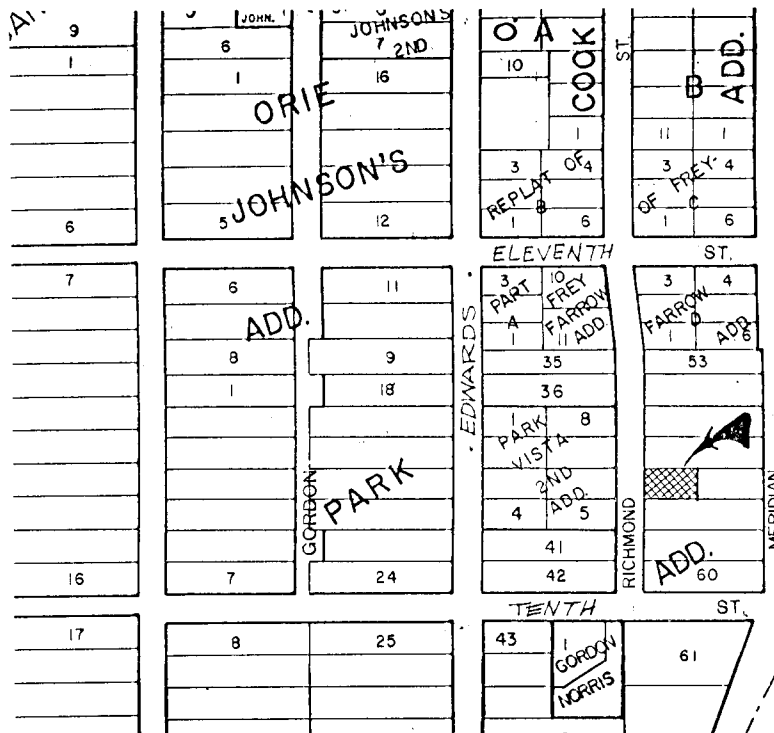 9
JOHN.
JOHNSON'S
6
7
2ND
O' A
COOK
ST.
B
ADD.
1
1
16
10
ORIE
1
11
1
JOHNSON'S
3
4
REPLAT OF
B
1
6
3
4
OF FREY-
C
1
6
6
5
12
ELEVENTH
ST.
7
6
11
3
10
3
4
PART
A
1
FREY
FARROW
ADD.
11
FARROW
D
ADD
1
6
ADD.
EDWARDS
8
9
35
53
1
18
36
1
8
PARK
VISTA
2ND
ADD.
4
5
GORDON
PARK
RICHMOND
MERIDIAN
41
ADD.
16
7
24
42
60
TENTH
ST.
17
8
25
43
1
GORDON
NORRIS
61